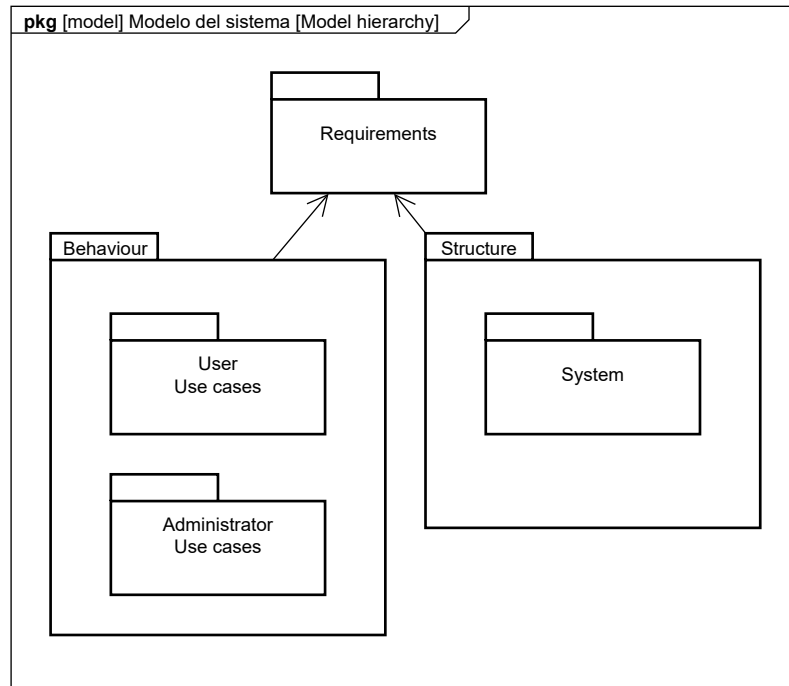 pkg [model] Modelo del sistema [Model hierarchy]
Requirements
Behaviour
Structure
User
Use cases
System
Administrator
Use cases